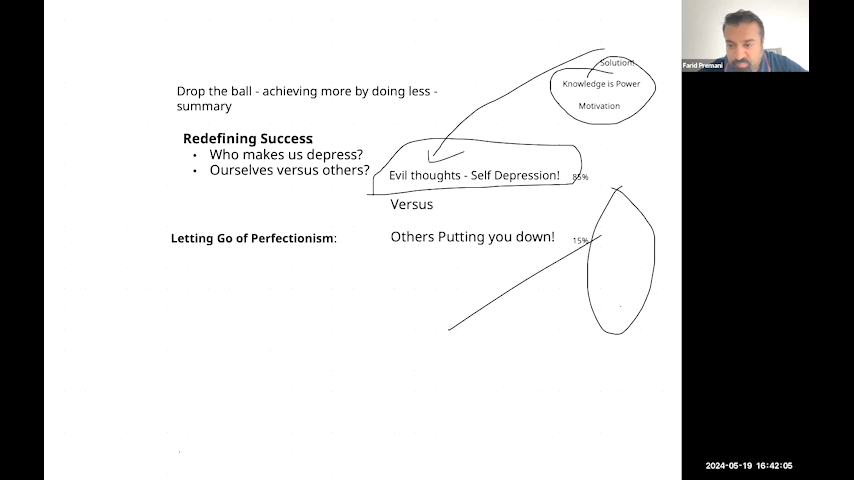 Solution!
Knowledge is Power
Motivation
Farid Premani
Drop the ball - achieving more by doing less -
summary
Redefining Success
• Who makes us depress?
• Ourselves versus others?
Evil thoughts - Self Depression! 85%
Versus
Letting Go of Perfectionism:
Others Putting you down! 15%
2024-05-19 16:42:05